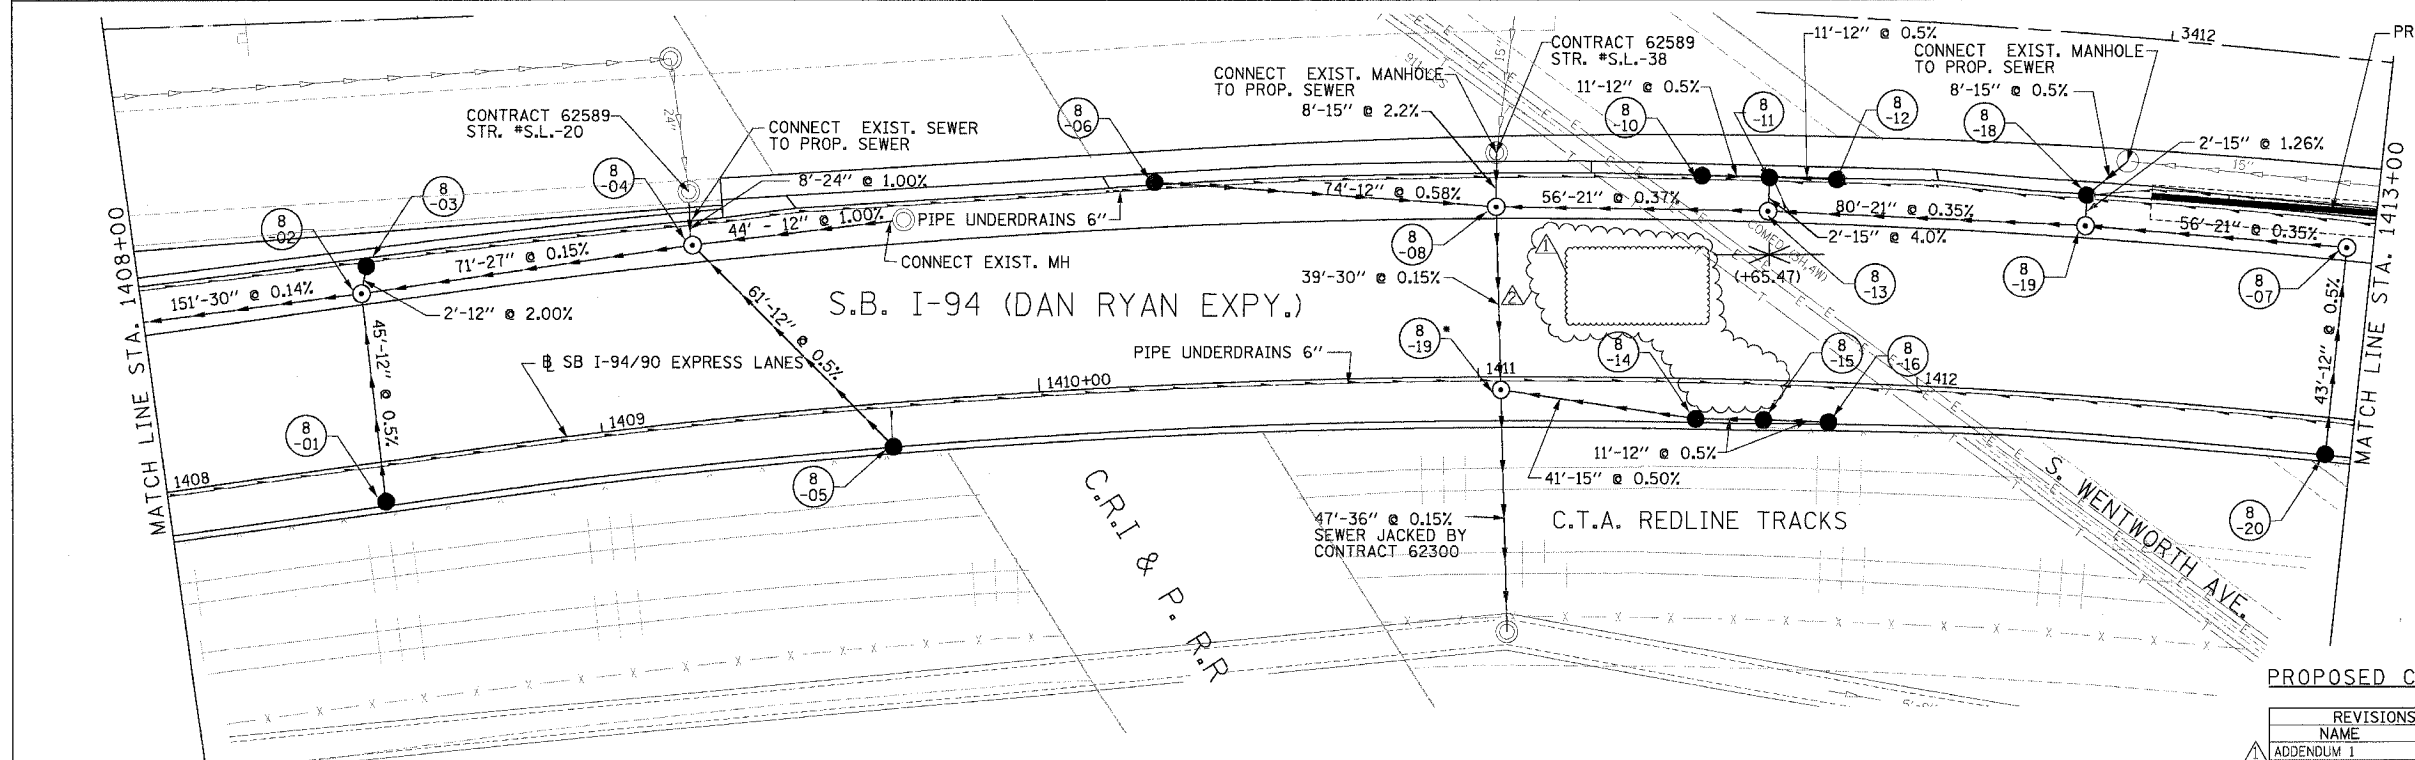 3412
PR
11'-12" @ 0.5%
CONTRACT 62589
STR. #S.L.-38
15"
CONNECT EXIST. MANHOLE
TO PROP. SEWER
8'-15" @ 0.5%
CONNECT EXIST. MANHOLE
TO PROP. SEWER
8'-15" @ 2.2%
11'-12" @ 0.5%
CONTRACT 62589
STR. #S.L.-20
24"
CONNECT EXIST. SEWER
TO PROP. SEWER
8
-06
8
-10
8
-11
8
-12
8
-18
2'-15" @ 1.26%
15"
8
-03
8
-04
8'-24" @ 1.00%
74'-12" @ 0.58%
56'-21" @ 0.37%
80'-21" @ 0.35%
56'-21" @ 0.35%
8
-02
44' - 12" @ 1.00%
PIPE UNDERDRAINS 6"
71'-27" @ 0.15%
CONNECT EXIST. MH
8
-08
1
2'-15" @ 4.0%
COMED (3H,4W)
(+65.47)
8
-13
8
-19
8
-07
39'-30" @ 0.15%
2
151'-30" @ 0.14%
2'-12" @ 2.00%
S.B. I-94 (DAN RYAN EXPY.)
61'-12" @ 0.5%
45'-12" @ 0.5%
43'-12" @ 0.5%
MATCH LINE STA. 1408+00
MATCH LINE STA. 1413+00
8
-19
*
8
-14
8
-15
8
-16
PIPE UNDERDRAINS 6"
SB I-94/90 EXPRESS LANES
1408
1409
1410+00
1411
1412
8
-01
8
-05
11'-12" @ 0.5%
41'-15" @ 0.50%
8
-20
47'-36" @ 0.15%
SEWER JACKED BY
CONTRACT 62300
C.T.A. REDLINE TRACKS
C.R.I & P. R.R
S. WENTWORTH AVE.
PROPOSED C
REVISIONS
NAME
1
ADDENDUM 1